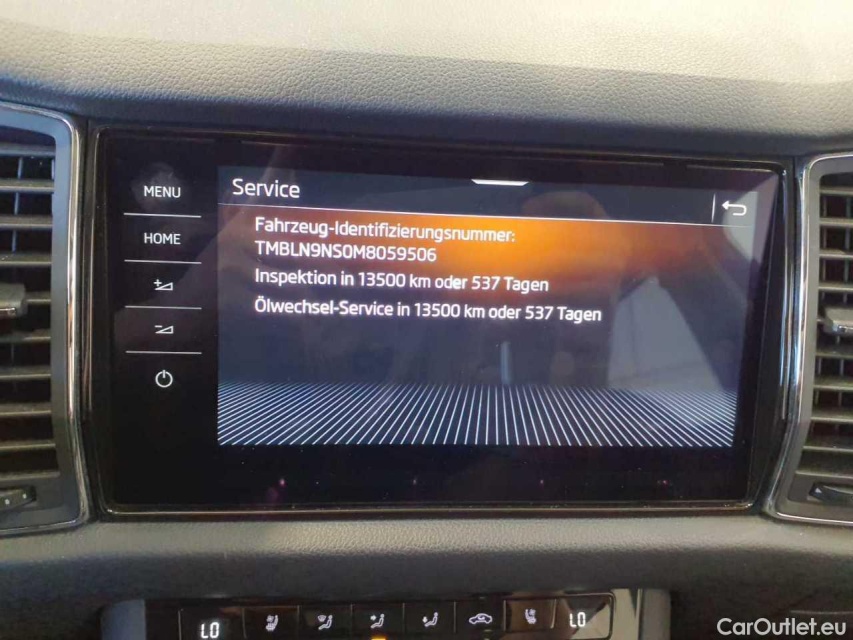 MENU
Service
HOME
Fahrzeug-Identifizierungsnummer:
TMBLN9NS0M8059506
Inspektion in 13500 km oder 537 Tagen
Ölwechsel-Service in 13500 km oder 537 Tagen
LO
LO
CarOutlet.eu